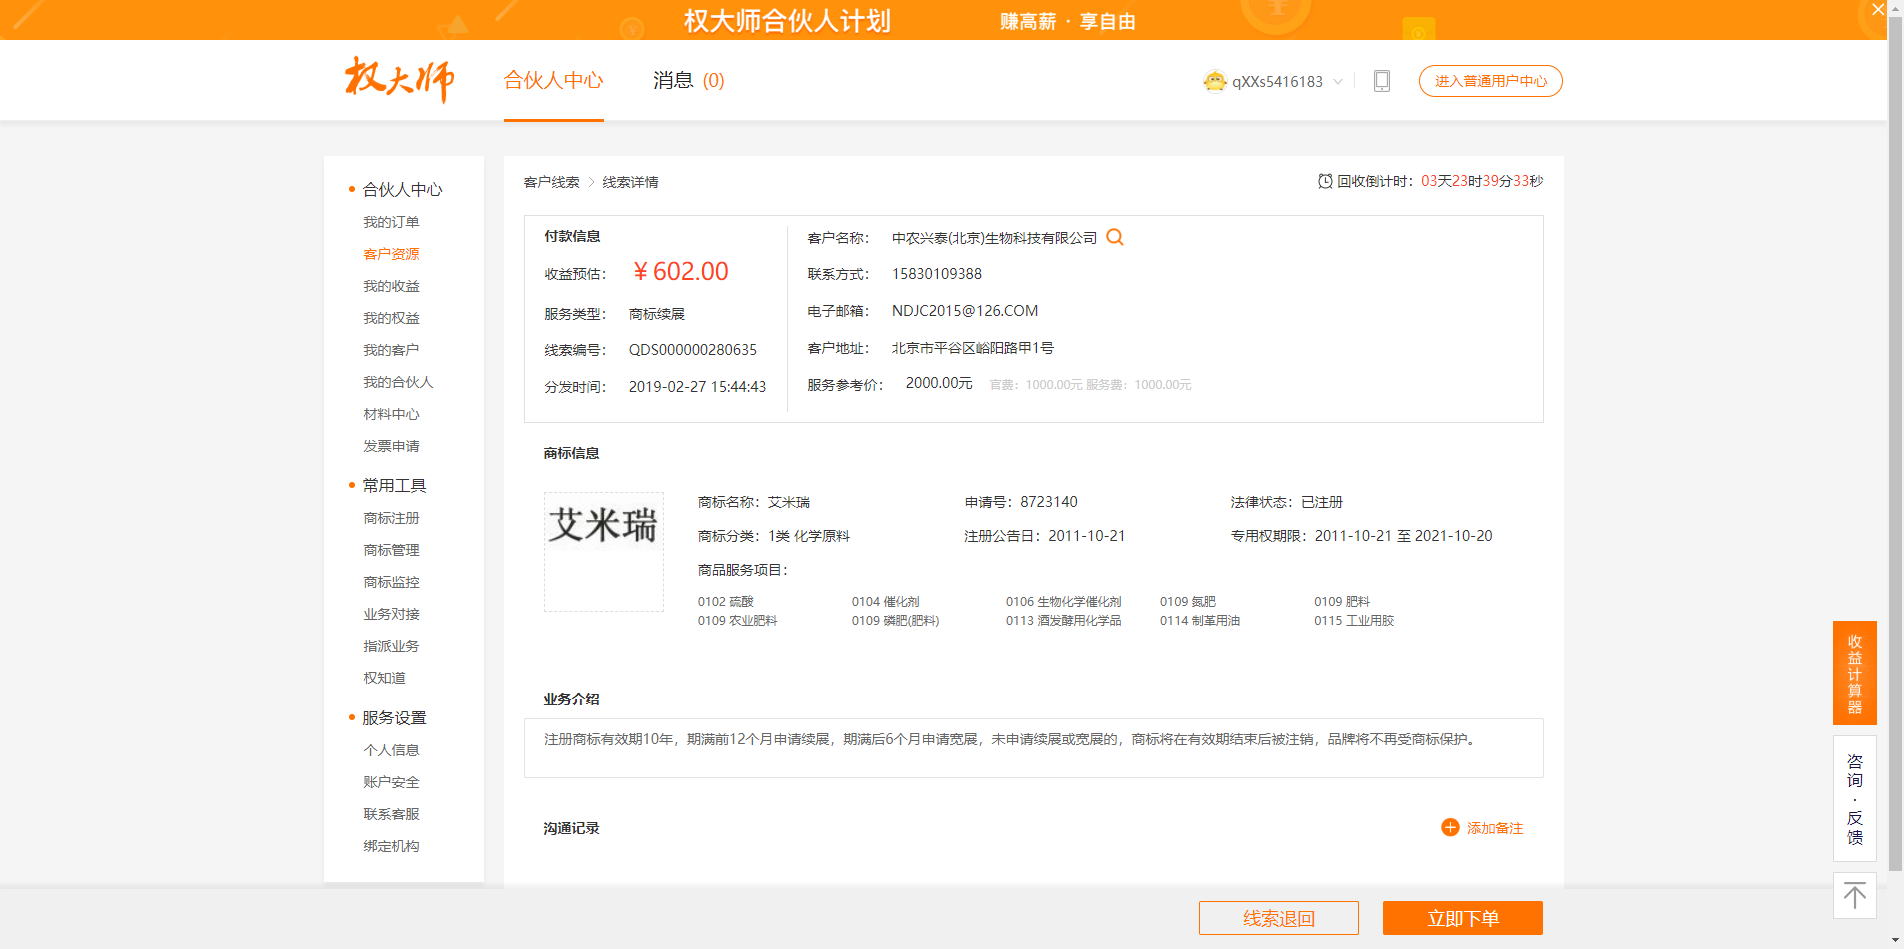 权大师合伙人计划 赚高薪 · 享自由
权大师 合伙人中心 消息 (0) qXXs5416183 进入普通用户中心
合伙人中心
我的订单
客户资源
我的收益
我的权益
我的客户
我的合伙人
材料中心
发票申请
常用工具
商标注册
商标管理
商标监控
业务对接
指派业务
权知道
服务设置
个人信息
账户安全
联系客服
绑定机构
客户线索 > 线索详情 回收倒计时：03天23时39分33秒
付款信息
收益预估： ¥602.00
服务类型： 商标续展
线索编号： QDS000000280635
分发时间： 2019-02-27 15:44:43
客户名称： 中农兴泰(北京)生物科技有限公司
联系方式： 15830109388
电子邮箱： NDJC2015@126.COM
客户地址： 北京市平谷区峪阳路甲1号
服务参考价： 2000.00元 官费：1000.00元 服务费：1000.00元
商标信息
艾米瑞
商标名称：艾米瑞 申请号：8723140 法律状态：已注册
商标分类：1类 化学原料 注册公告日：2011-10-21 专用权期限：2011-10-21 至 2021-10-20
商品服务项目：
0102 硫酸 0104 催化剂 0106 生物化学催化剂 0109 氮肥 0109 肥料
0109 农业肥料 0109 磷肥(肥料) 0113 酒发酵用化学品 0114 制革用油 0115 工业用胶
业务介绍
注册商标有效期10年，期满前12个月申请续展，期满后6个月申请宽展，未申请续展或宽展的，商标将在有效期结束后被注销，品牌将不再受商标保护。
沟通记录 添加备注
线索退回 立即下单
收益计算器
咨询·反馈